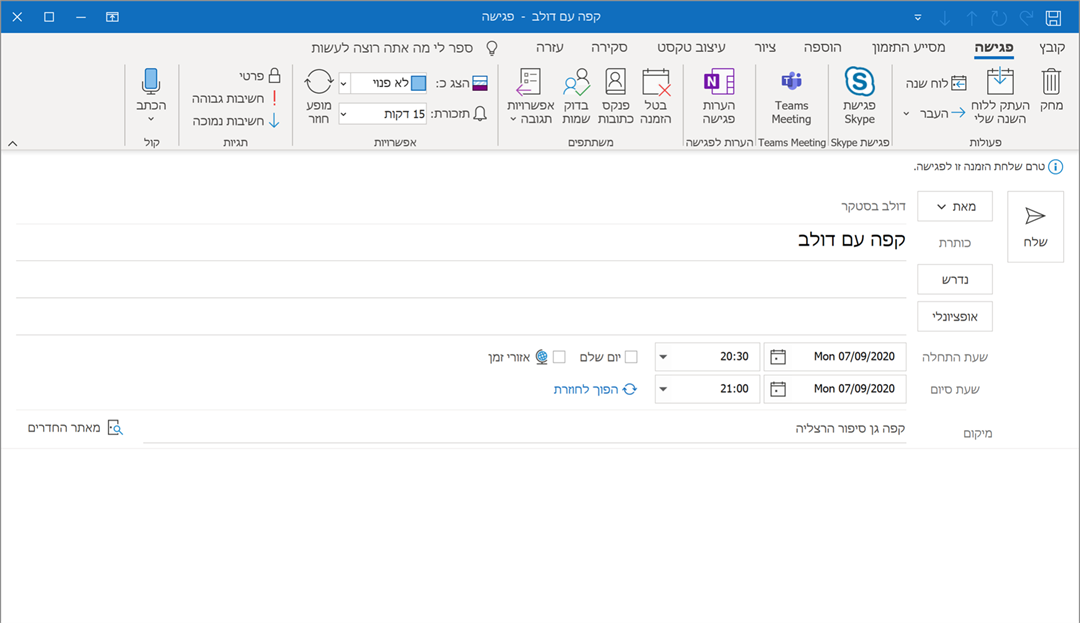 קפה עם דולב - פגישה
קובץ פגישה מסייע התזמון הוספה ציור עיצוב טקסט סקירה עזרה ספר לי מה אתה רוצה לעשות
מחק
העתק ללוח השנה שלי
לוח שנה
העבר
פעולות
פגישת Skype
פגישת Skype
Teams Meeting
Teams Meeting
הערות פגישה
הערות לפגישה
בטל הזמנה
פנקס כתובות
בדוק שמות
אפשרויות תגובה
משתתפים
הצג כ: לא פנוי
תזכורת: 15 דקות
מופע חוזר
אפשרויות
פרטי
חשיבות גבוהה
חשיבות נמוכה
תגיות
הכתב
קול
טרם שלחת הזמנה זו לפגישה.
שלח
מאת דולב בסטקר
כותרת קפה עם דולב
נדרש
אופציונלי
שעת התחלה Mon 07/09/2020 20:30 יום שלם אזורי זמן
שעת סיום Mon 07/09/2020 21:00 הפוך לחוזרת
מיקום קפה גן סיפור הרצליה מאתר החדרים